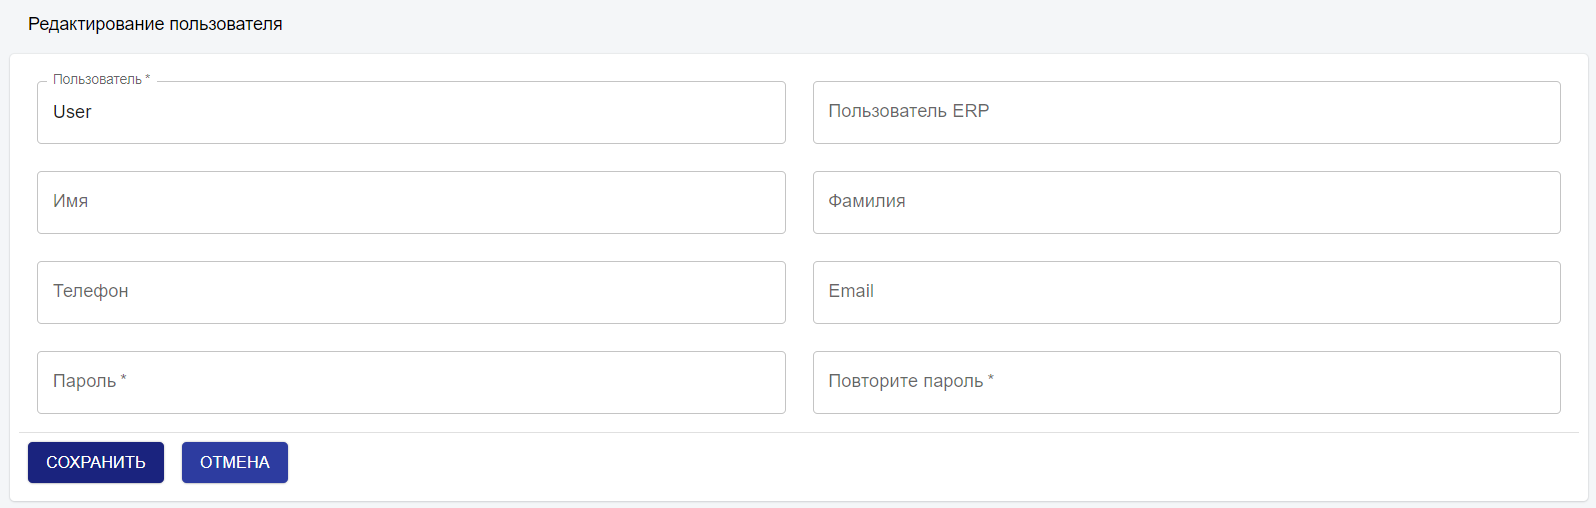 Редактирование пользователя
Пользователь *
User
Пользователь ERP
Имя
Фамилия
Телефон
Email
Пароль *
Повторите пароль *
СОХРАНИТЬ
ОТМЕНА